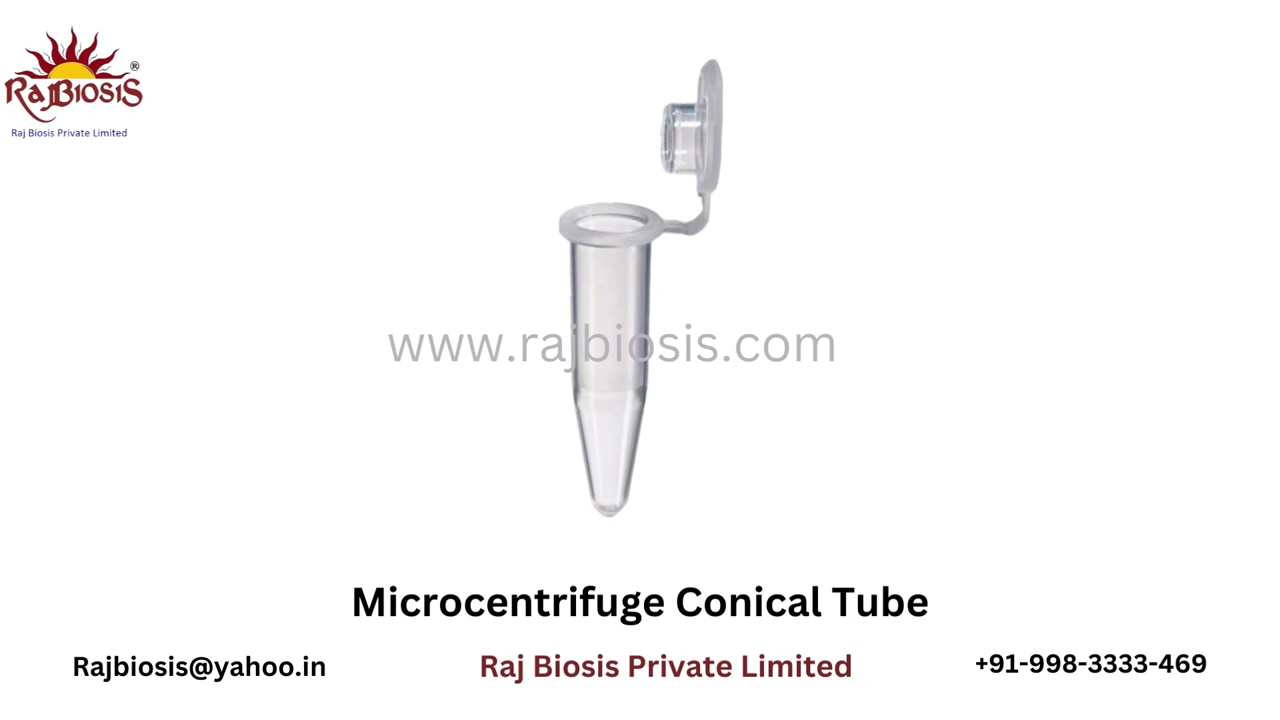 RajBiosis®
Raj Biosis Private Limited
www.rajbiosis.com
Microcentrifuge Conical Tube
Rajbiosis@yahoo.in
Raj Biosis Private Limited
+91-998-3333-469